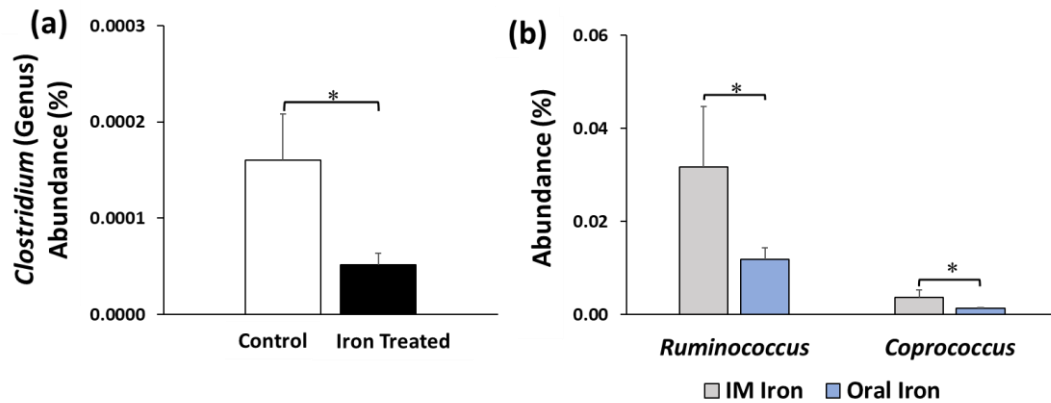 (a)
Clostridium (Genus)
Abundance (%)
0.0003
0.0002
0.0001
0.0000
*
Control
Iron Treated
(b)
Abundance (%)
0.06
0.04
0.02
0.00
*
*
Ruminococcus
Coprococcus
IM Iron
Oral Iron